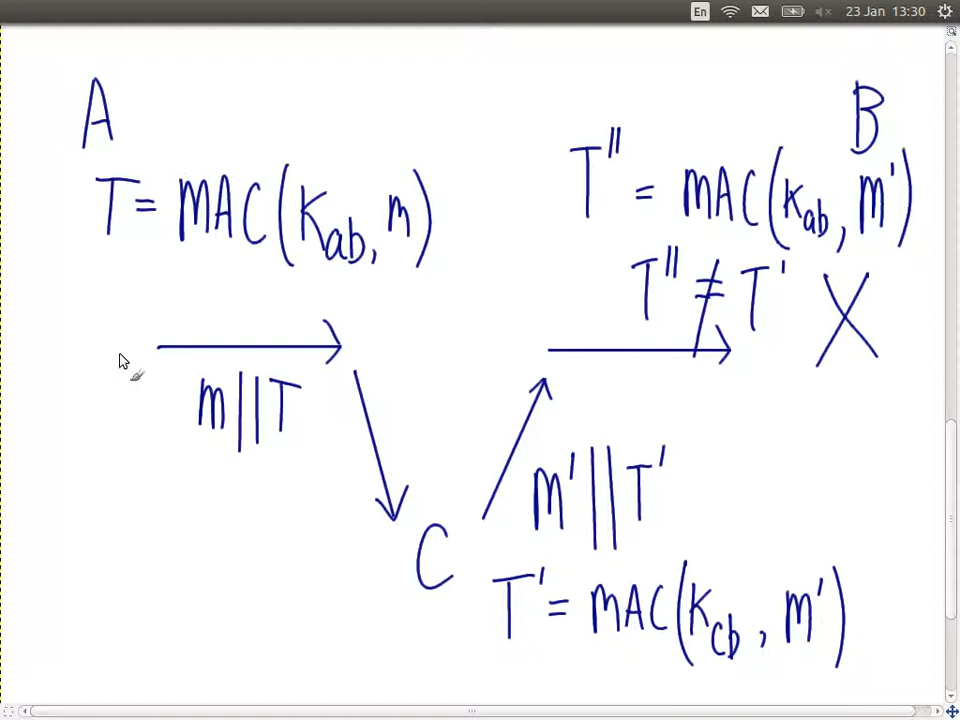 En 23 Jan 13:30
A
B
T = MAC(Kab, m)
T'' = MAC(Kab, m')
T'' ≠ T' X
m||T
m'||T'
C
T' = MAC(Kcb, m')